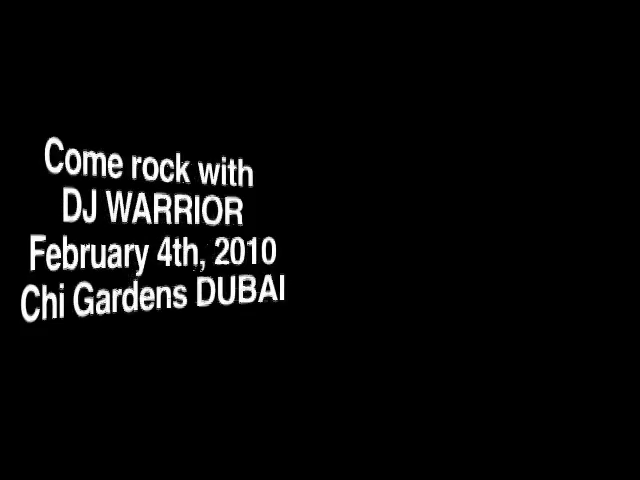 Come rock with
DJ WARRIOR
February 4th, 2010
Chi Gardens DUBAI